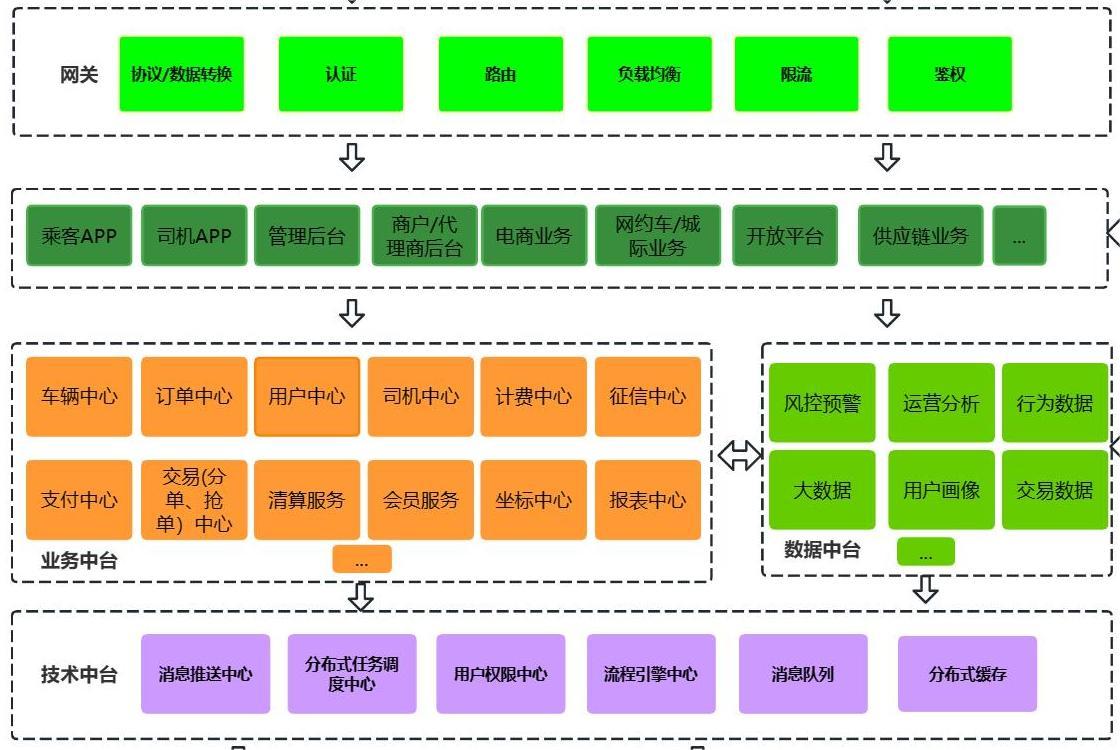 网关
协议/数据转换
认证
路由
负载均衡
限流
鉴权
乘客APP
司机APP
管理后台
商户/代
理商后台
电商业务
网约车/城
际业务
开放平台
供应链业务
...
车辆中心
订单中心
用户中心
司机中心
计费中心
征信中心
支付中心
交易(分
单、抢
单）中心
清算服务
会员服务
坐标中心
报表中心
业务中台
...
风控预警
运营分析
行为数据
大数据
用户画像
交易数据
数据中台
...
技术中台
消息推送中心
分布式任务调
度中心
用户权限中心
流程引擎中心
消息队列
分布式缓存